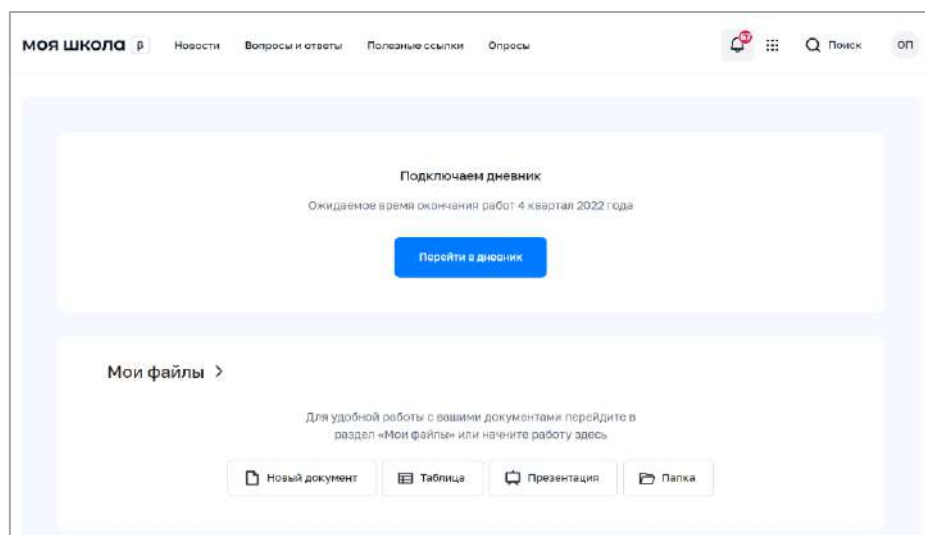 моя школа β Новости Вопросы и ответы Полезные ссылки Опросы Поиск ОП
Подключаем дневник
Ожидаемое время окончания работ 4 квартал 2022 года
Перейти в дневник
Мои файлы >
Для удобной работы с вашими документами перейдите в
раздел «Мои файлы» или начните работу здесь
Новый документ Таблица Презентация Папка